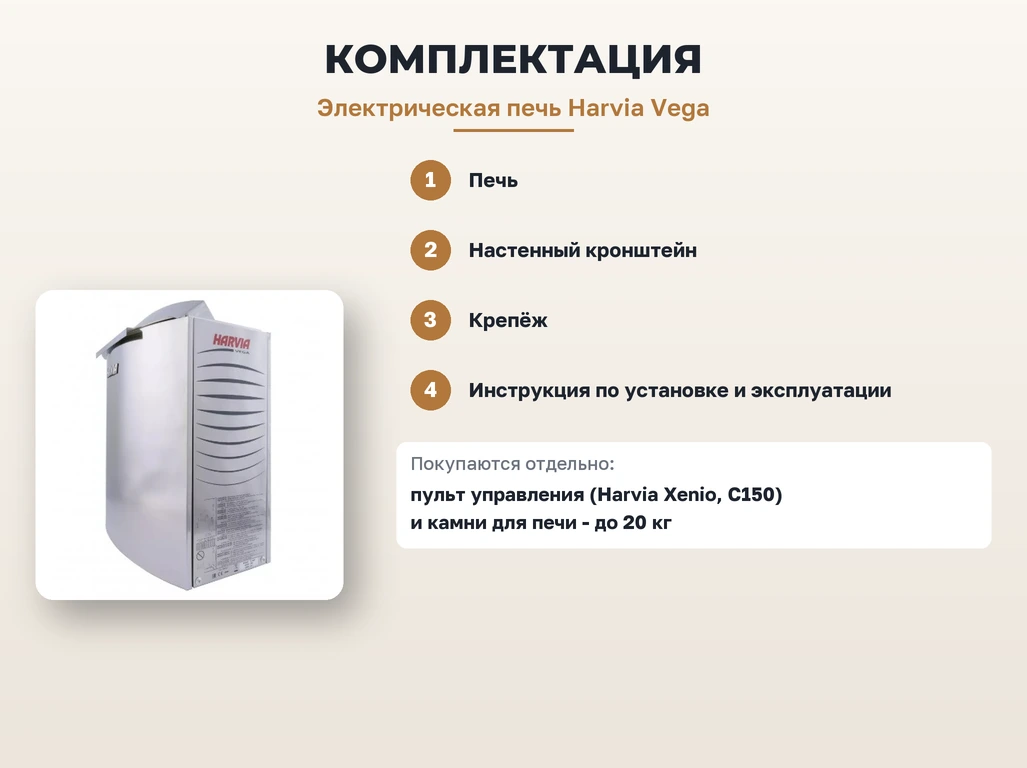 КОМПЛЕКТАЦИЯ
Электрическая печь Harvia Vega
1 Печь
2 Настенный кронштейн
3 Крепёж
4 Инструкция по установке и эксплуатации
HARVIA
Покупаются отдельно:
пульт управления (Harvia Xenio, C150)
и камни для печи - до 20 кг